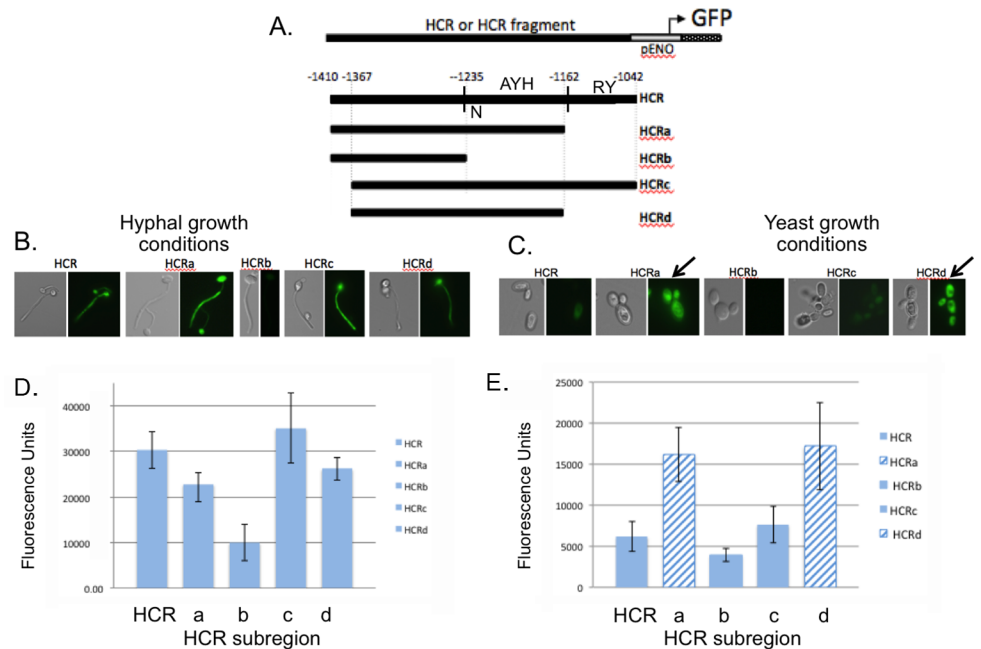 A.
HCR or HCR fragment
GFP
pENO
-1410 -1367 --1235 -1162 -1042
AYH RY
HCR
N
HCRa
HCRb
HCRc
HCRd
B.
Hyphal growth
conditions
HCR HCRa HCRb HCRc HCRd
C.
Yeast growth
conditions
HCR HCRa HCRb HCRc HCRd
D.
Fluorescence Units
40000
30000
20000
10000
0.00
HCR a b c d
HCR subregion
HCR
HCRa
HCRb
HCRc
HCRd
E.
Fluorescence Units
25000
20000
15000
10000
5000
0
HCR a b c d
HCR subregion
HCR
HCRa
HCRb
HCRc
HCRd